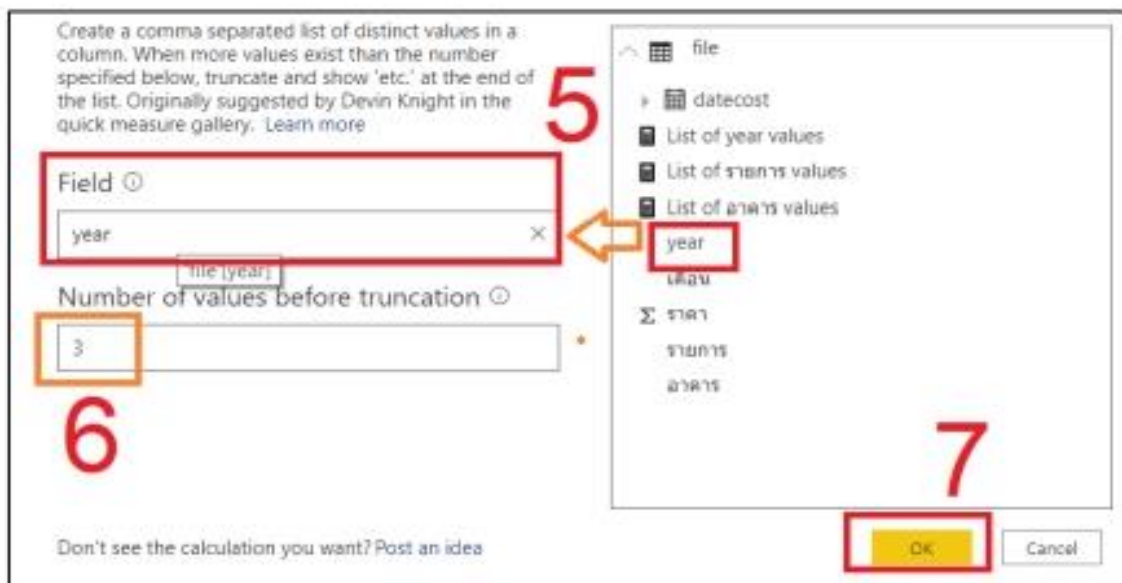 Create a comma separated list of distinct values in a
column. When more values exist than the number
specified below, truncate and show 'etc.' at the end of
the list. Originally suggested by Devin Knight in the
quick measure gallery. Learn more
5
Field
year
file [year]
Number of values before truncation
3
6
Don't see the calculation you want? Post an idea
file
datecost
List of year values
List of รายการ values
List of อาคาร values
year
เดือน
Σ ราคา
รายการ
อาคาร
7
OK
Cancel